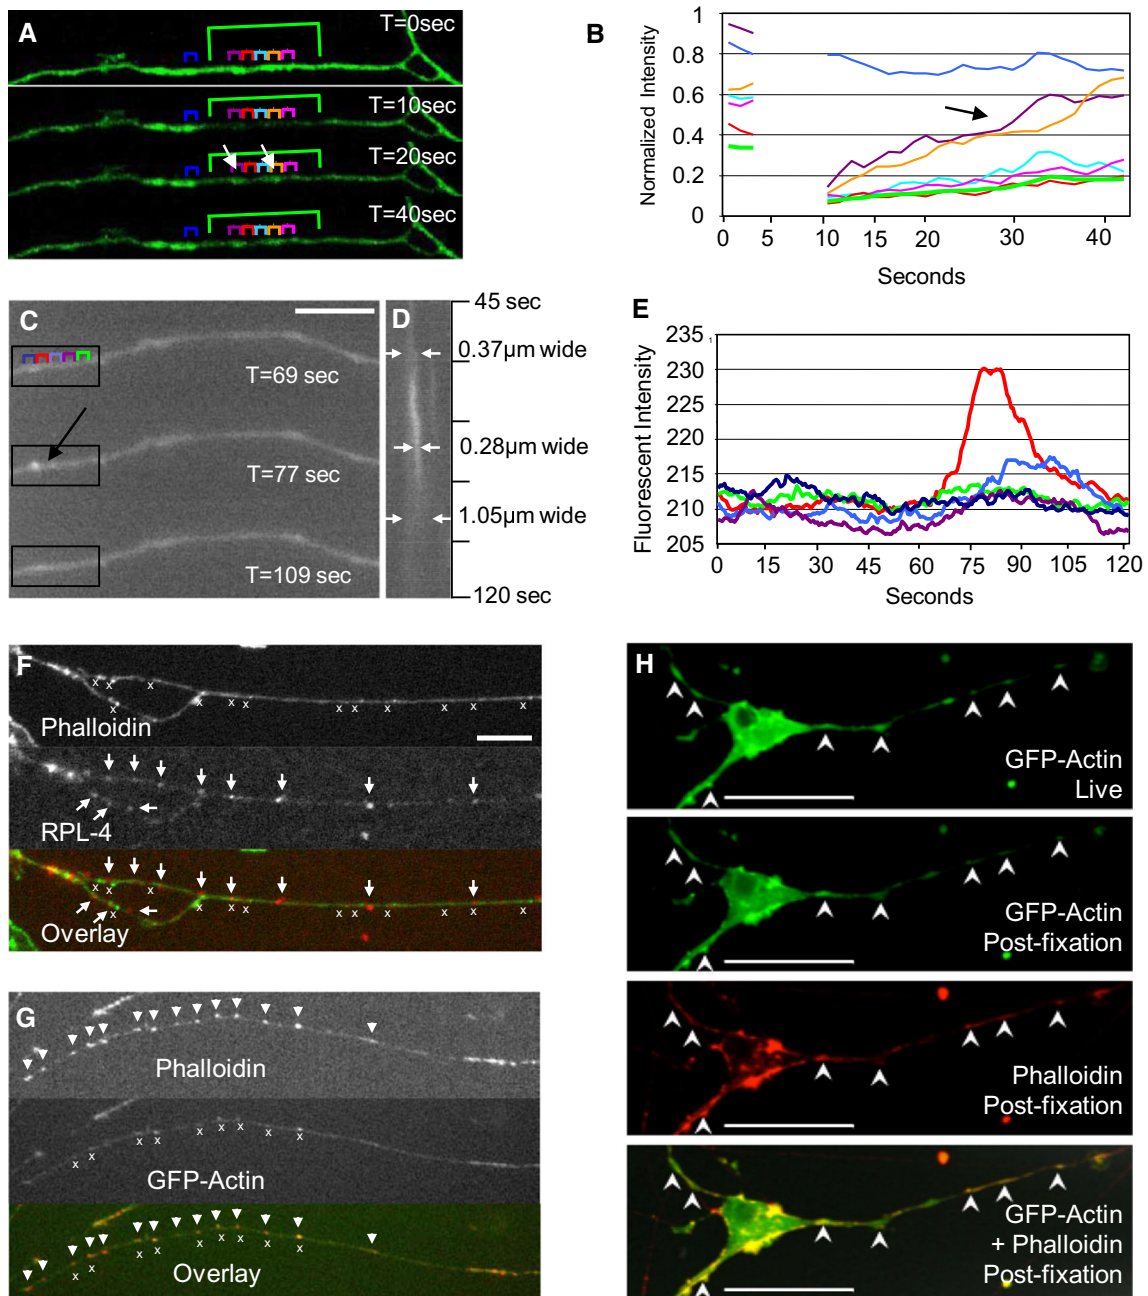 A
T=0sec
T=10sec
T=20sec
T=40sec
B
Normalized Intensity
1
0.8
0.6
0.4
0.2
0
0 5 10 15 20 30 40
Seconds
C
T=69 sec
T=77 sec
T=109 sec
D
45 sec
0.37µm wide
0.28µm wide
1.05µm wide
120 sec
E
Fluorescent Intensity
235
230
225
220
215
210
205
0 15 30 45 60 75 90 105 120
Seconds
F
x x x x x x x x x x x x x
Phalloidin
RPL-4
Overlay
x x x x x x x x x x x x x
G
Phalloidin
x x x x x x x x x
GFP-Actin
x x x x x x x x x
Overlay
H
GFP-Actin
Live
GFP-Actin
Post-fixation
Phalloidin
Post-fixation
GFP-Actin
+ Phalloidin
Post-fixation